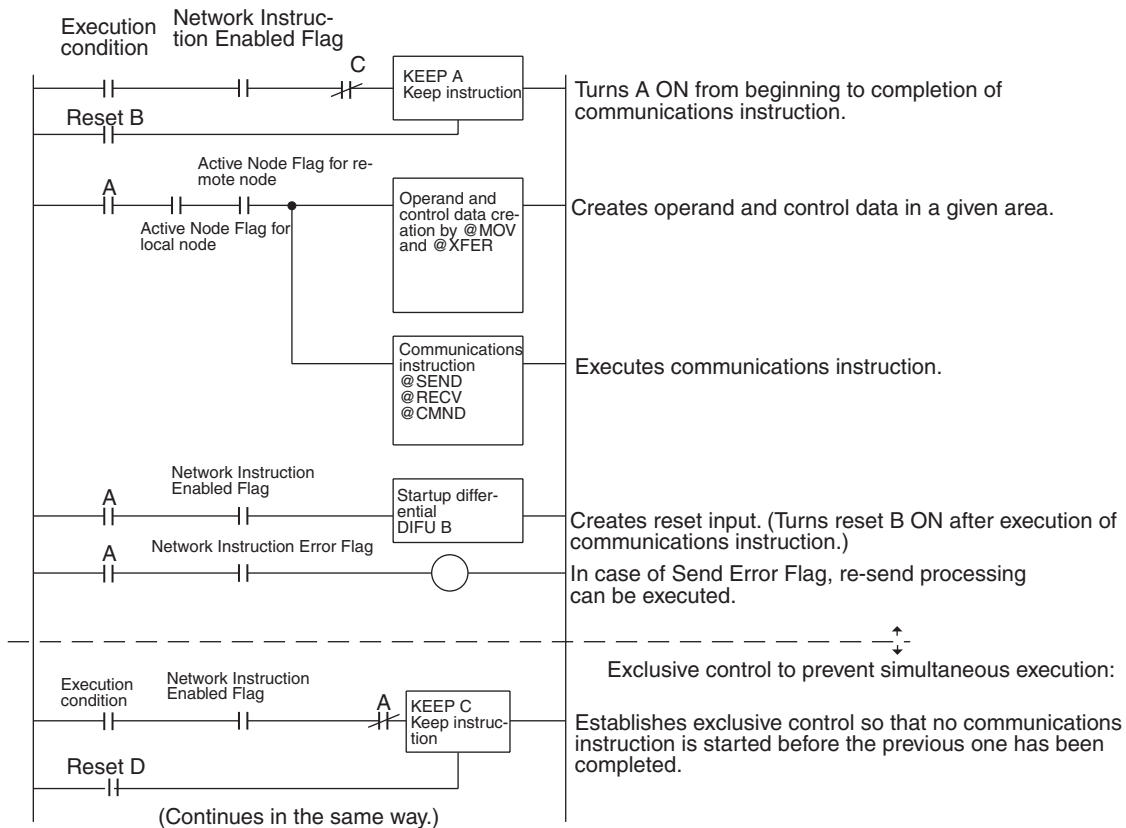 Execution
condition
Network Instruc-
tion Enabled Flag
C
KEEP A
Keep instruction
Turns A ON from beginning to completion of
communications instruction.
Reset B
Active Node Flag for re-
mote node
A
Active Node Flag for
local node
Operand and
control data cre-
ation by @MOV
and @XFER
Creates operand and control data in a given area.
Communications
instruction
@SEND
@RECV
@CMND
Executes communications instruction.
Network Instruction
Enabled Flag
A
Startup differ-
ential
DIFU B
Creates reset input. (Turns reset B ON after execution of
communications instruction.)
A
Network Instruction Error Flag
In case of Send Error Flag, re-send processing
can be executed.
Exclusive control to prevent simultaneous execution:
Execution
condition
Network Instruction
Enabled Flag
A
KEEP C
Keep instruc-
tion
Establishes exclusive control so that no communications
instruction is started before the previous one has been
completed.
Reset D
(Continues in the same way.)